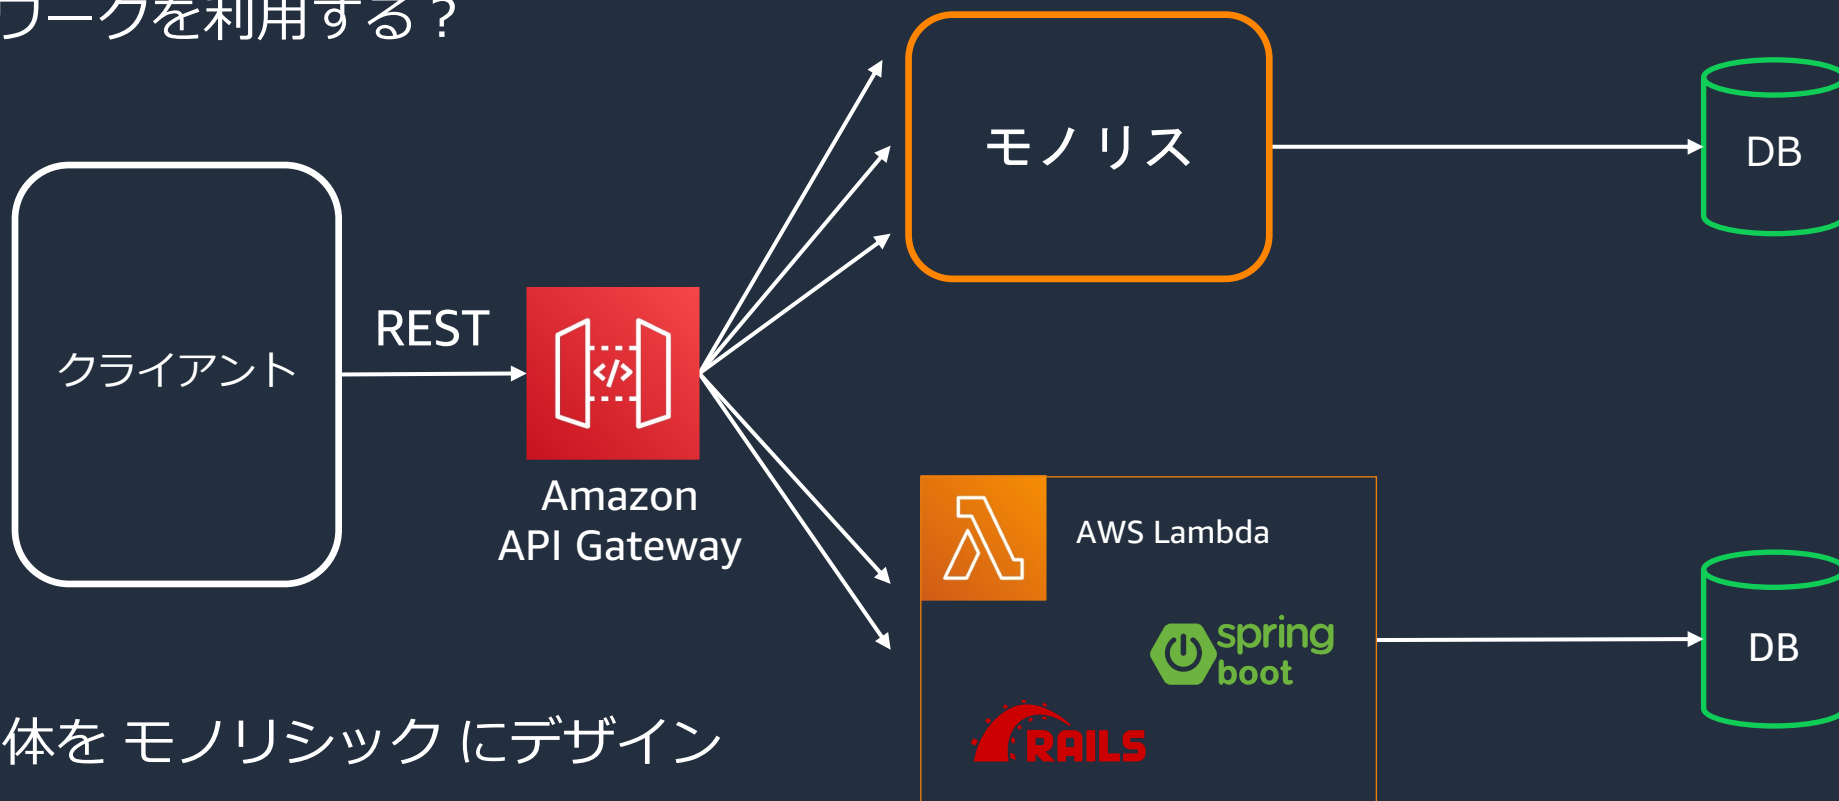 ワークを利用する？
モノリス
DB
クライアント
REST
</>
Amazon
API Gateway
AWS Lambda
spring
boot
DB
RAILS
体を モノリシック にデザイン